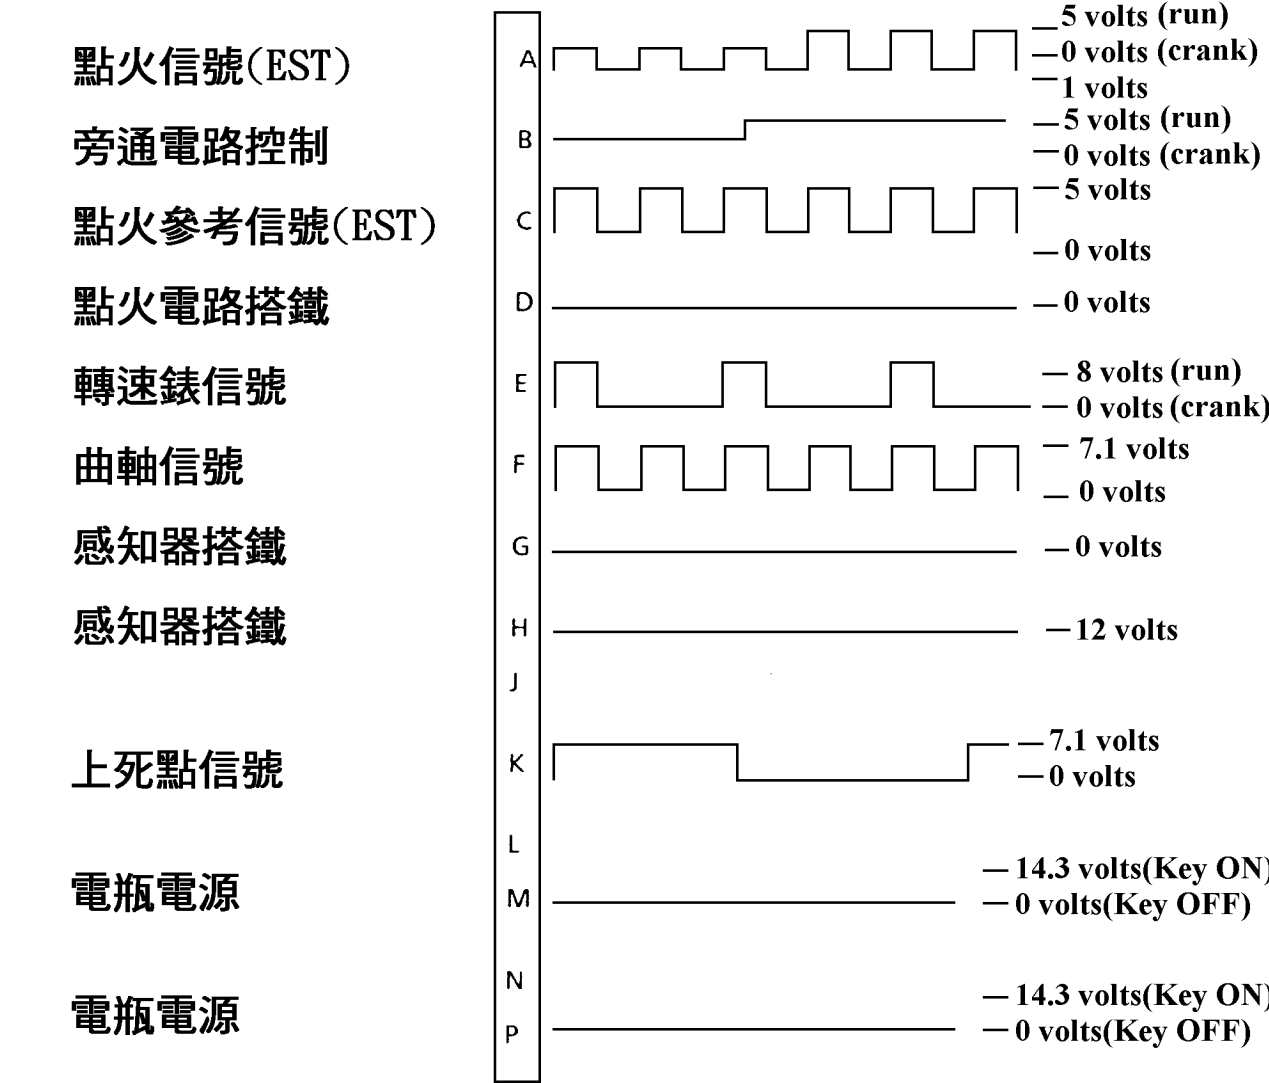 點火信號(EST)
A
5 volts (run)
0 volts (crank)
1 volts
旁通電路控制
B
5 volts (run)
0 volts (crank)
點火參考信號(EST)
C
5 volts
0 volts
點火電路搭鐵
D
0 volts
轉速錶信號
E
8 volts (run)
0 volts (crank)
曲軸信號
F
7.1 volts
0 volts
感知器搭鐵
G
0 volts
感知器搭鐵
H
12 volts
J
上死點信號
K
7.1 volts
0 volts
L
電瓶電源
M
14.3 volts(Key ON)
0 volts(Key OFF)
N
電瓶電源
P
14.3 volts(Key ON)
0 volts(Key OFF)